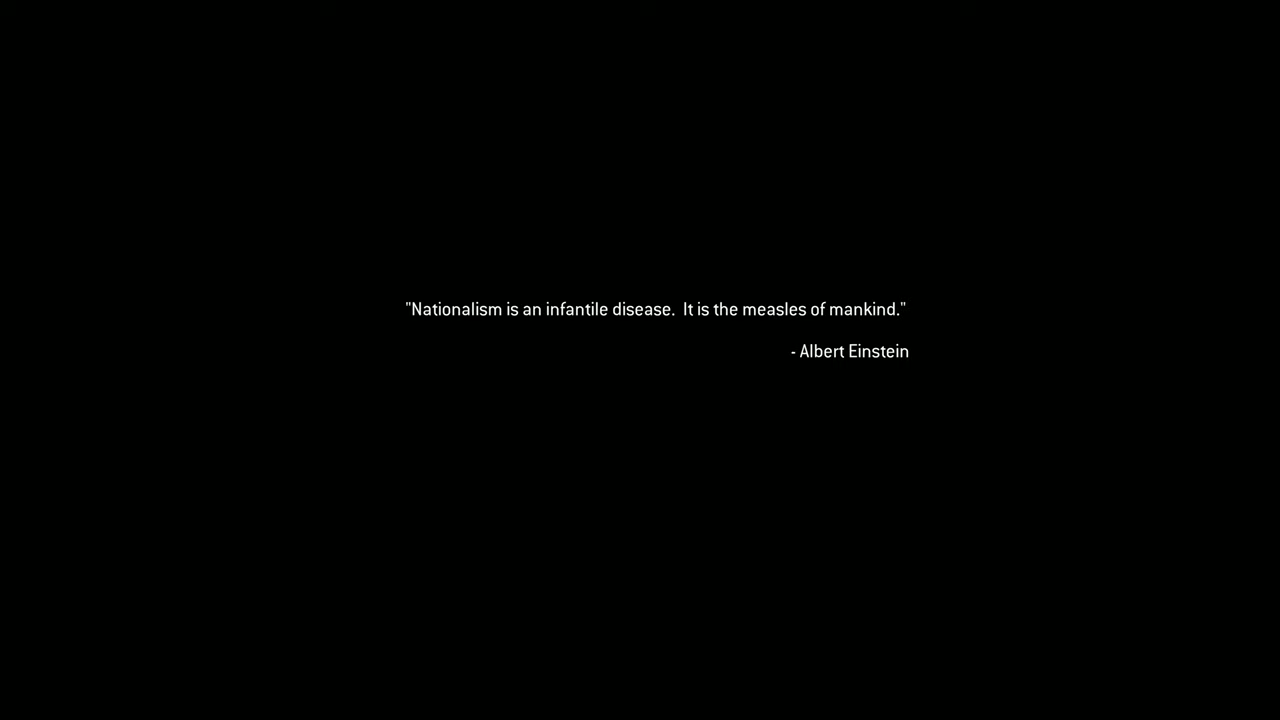 "Nationalism is an infantile disease.  It is the measles of mankind."
- Albert Einstein